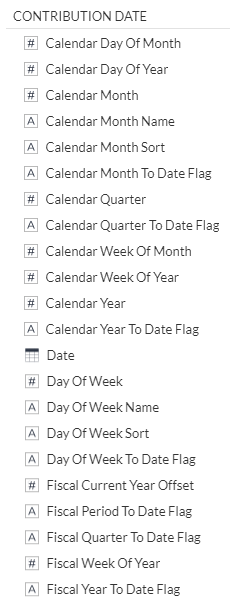 CONTRIBUTION DATE
# Calendar Day Of Month
# Calendar Day Of Year
# Calendar Month
A Calendar Month Name
A Calendar Month Sort
A Calendar Month To Date Flag
# Calendar Quarter
A Calendar Quarter To Date Flag
# Calendar Week Of Month
# Calendar Week Of Year
# Calendar Year
A Calendar Year To Date Flag
Date
# Day Of Week
A Day Of Week Name
A Day Of Week Sort
A Day Of Week To Date Flag
# Fiscal Current Year Offset
A Fiscal Period To Date Flag
A Fiscal Quarter To Date Flag
# Fiscal Week Of Year
A Fiscal Year To Date Flag